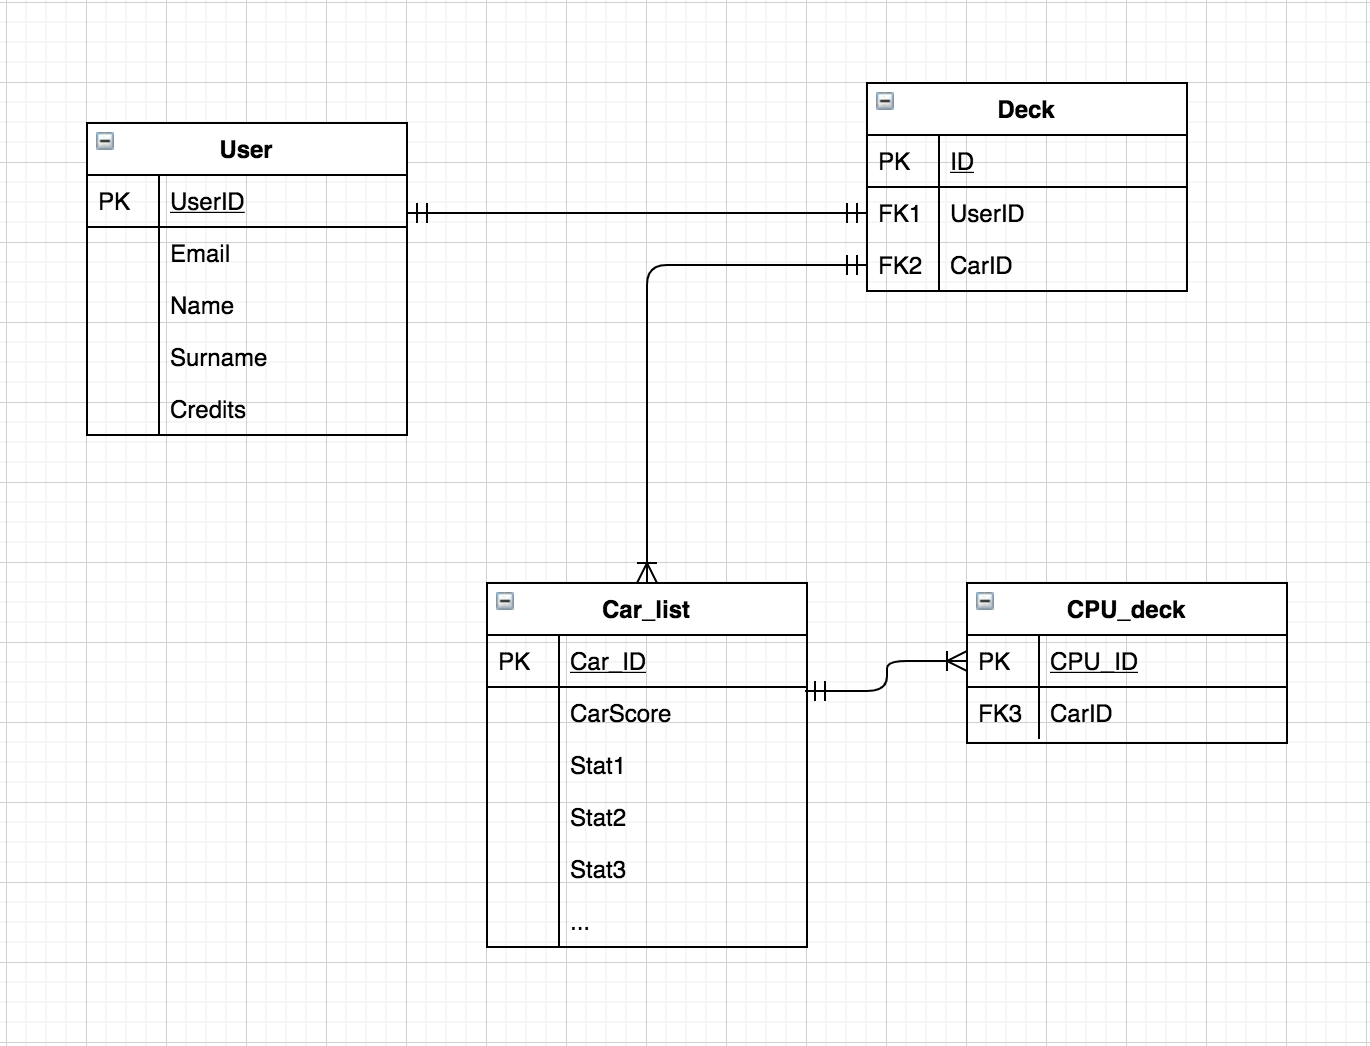 User
PK UserID
Email
Name
Surname
Credits
Deck
PK ID
FK1 UserID
FK2 CarID
Car_list
PK Car_ID
CarScore
Stat1
Stat2
Stat3
...
CPU_deck
PK CPU_ID
FK3 CarID